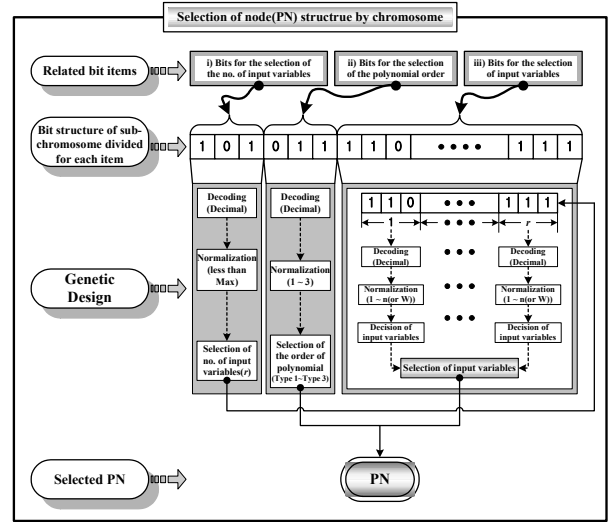 Selection of node(PN) structrue by chromosome
Related bit items
i) Bits for the selection of
the no. of input variables
ii) Bits for the selection
of the polynomial order
iii) Bits for the selection
of input variables
Bit structure of sub-
chromosome divided
for each item
1 0 1 0 1 1 1 1 0 • • • • 1 1 1
Genetic
Design
Decoding
(Decimal)
Normalization
(less than
Max)
Selection of
no. of input
variables(r)
Decoding
(Decimal)
Normalization
(1 ~ 3)
Selection of
the order of
polynomial
(Type 1~Type 3)
1 1 0 • • • 1 1 1
1 • • • r
Decoding
(Decimal)
Normalization
(1 ~ n(or W))
Decision of
input variables
• • •
• • •
• • •
Decoding
(Decimal)
Normalization
(1 ~ n(or W))
Decision of
input variables
Selection of input variables
Selected PN
PN